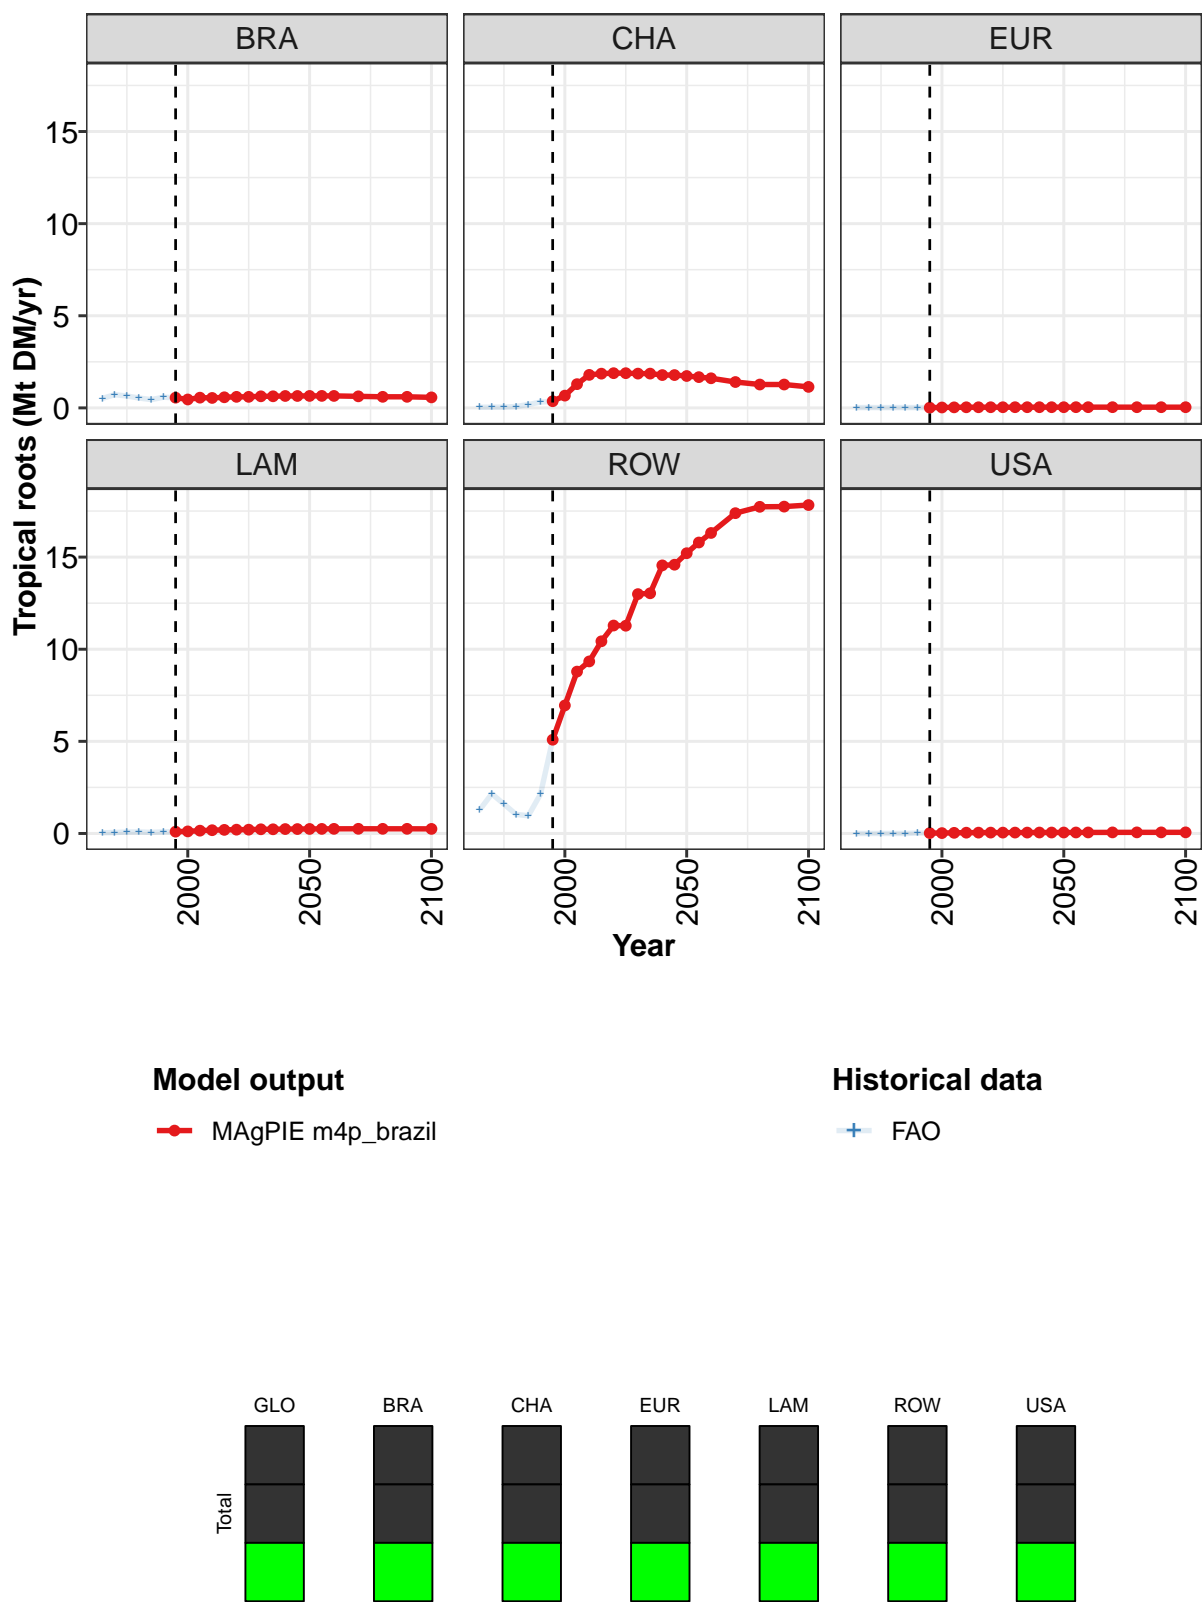 BRA CHA EUR
15
10
5
0
Tropical roots (Mt DM/yr)
LAM ROW USA
15
10
5
0
2000 2050 2100 2000 2050 2100 2000 2050 2100
Year
Model output Historical data
MAgPIE m4p_brazil FAO
GLO BRA CHA EUR LAM ROW USA
Total